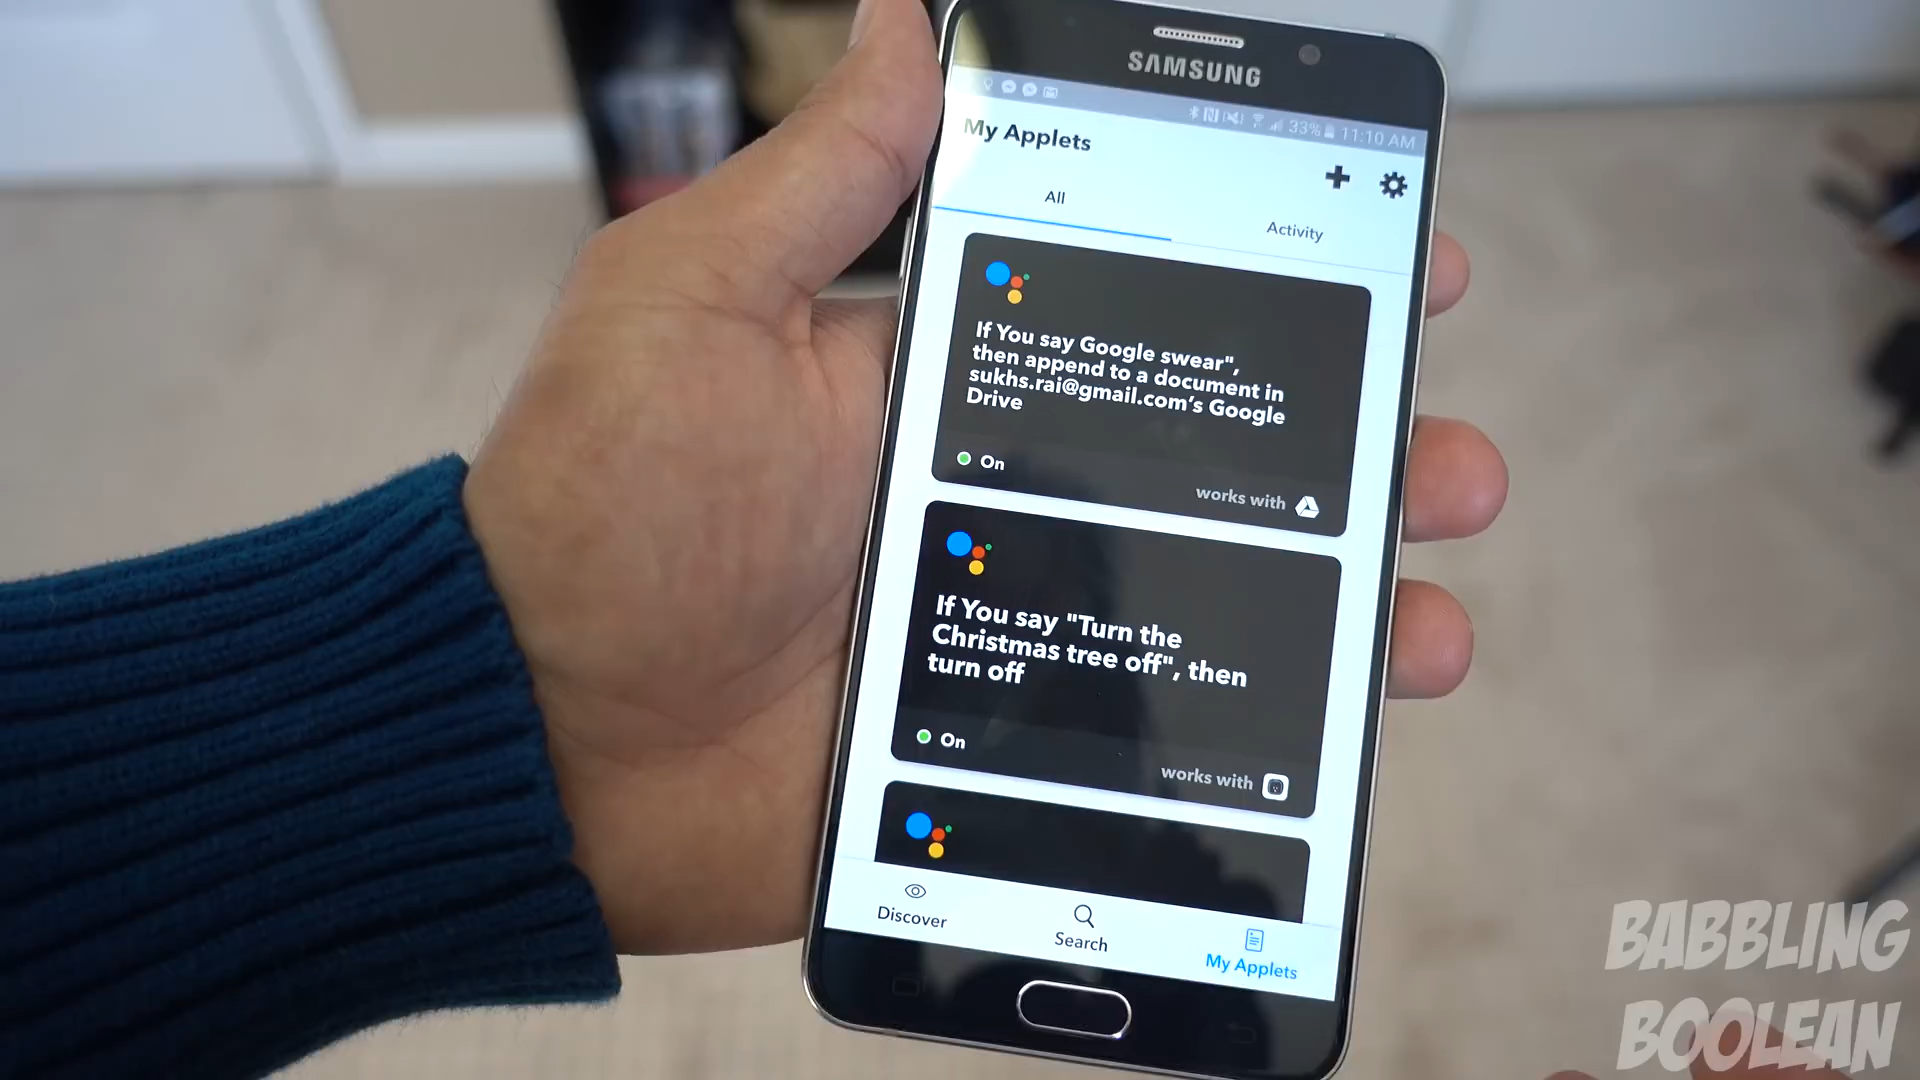 SAMSUNG
33% 11:10 AM
My Applets
All
Activity
If You say Google swear",
then append to a document in
sukhs.rai@gmail.com's Google
Drive
On
works with
If You say "Turn the
Christmas tree off", then
turn off
On
works with
Discover
Search
My Applets
BABBLING
BOOLEAN